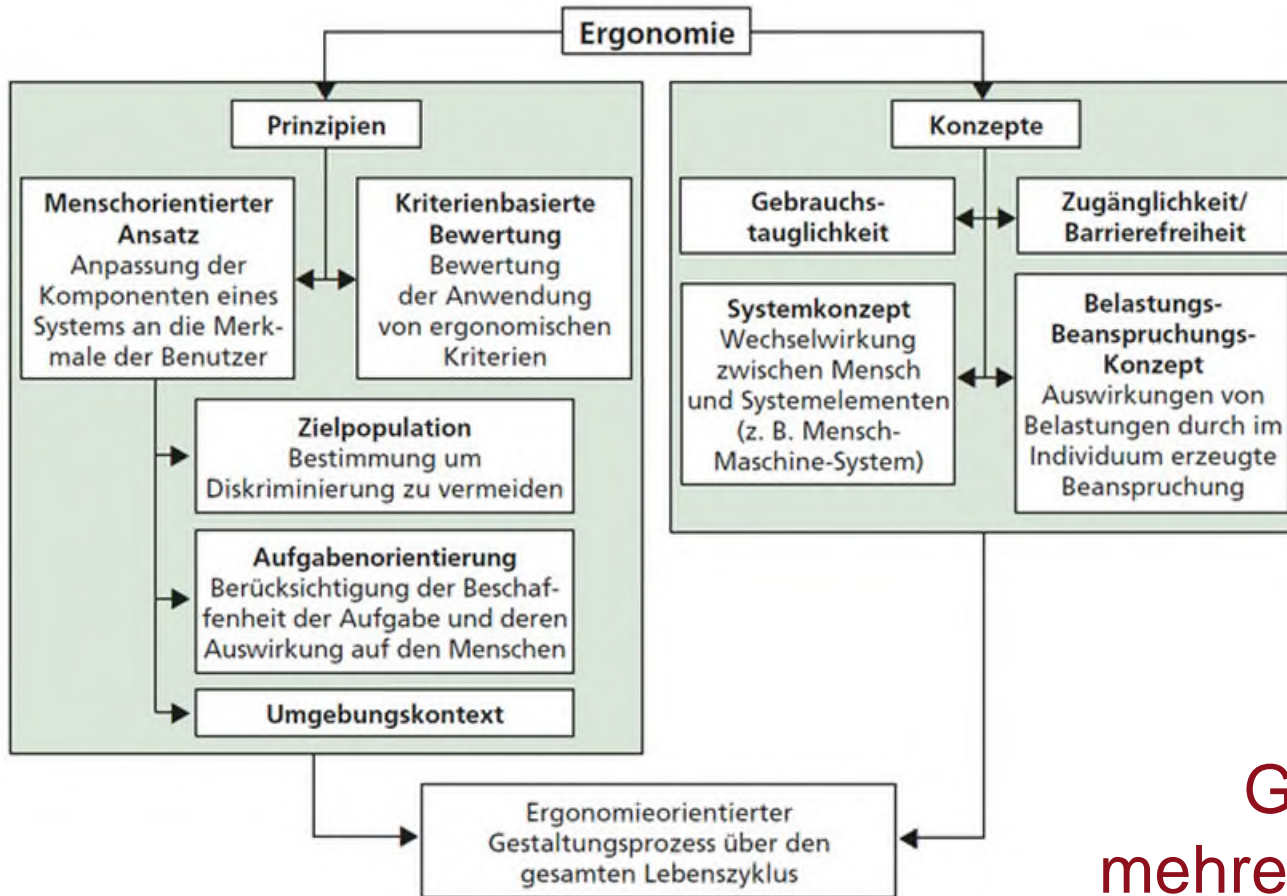 Ergonomie
Prinzipien
Menschorientierter
Ansatz
Anpassung der
Komponenten eines
Systems an die Merk-
male der Benutzer
Kriterienbasierte
Bewertung
Bewertung
der Anwendung
von ergonomischen
Kriterien
Zielpopulation
Bestimmung um
Diskriminierung zu vermeiden
Aufgabenorientierung
Berücksichtigung der Beschaf-
fenheit der Aufgabe und deren
Auswirkung auf den Menschen
Umgebungskontext
Konzepte
Gebrauchs-
tauglichkeit
Zugänglichkeit/
Barrierefreiheit
Systemkonzept
Wechselwirkung
zwischen Mensch
und Systemelementen
(z. B. Mensch-
Maschine-System)
Belastungs-
Beanspruchungs-
Konzept
Auswirkungen von
Belastungen durch im
Individuum erzeugte
Beanspruchung
Ergonomieorientierter
Gestaltungsprozess über den
gesamten Lebenszyklus
G
mehre